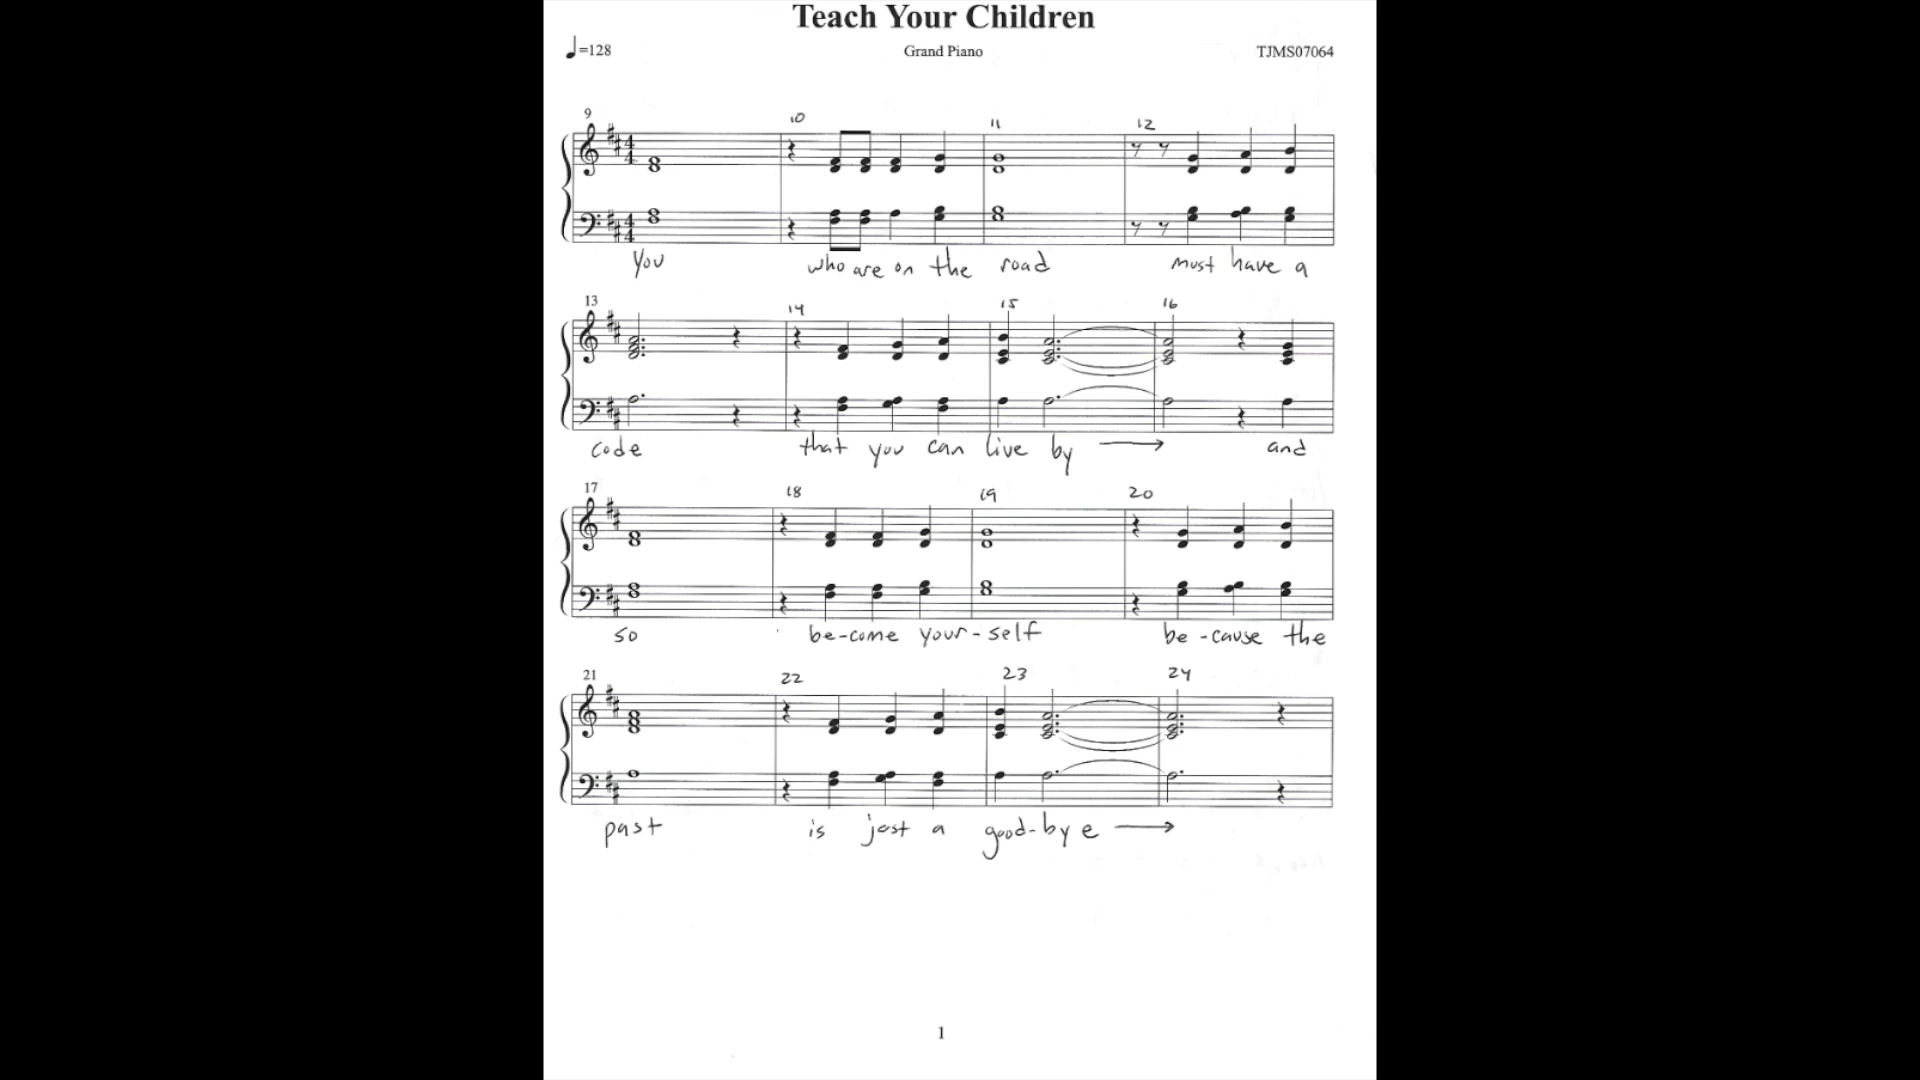 Teach Your Children
♩=128 Grand Piano TJMS07064
9 10 11 12
You who are on the road must have a
13 14 15 16
code that you can live by → and
17 18 19 20
so be-come your-self be-cause the
21 22 23 24
past is just a good-bye →
1